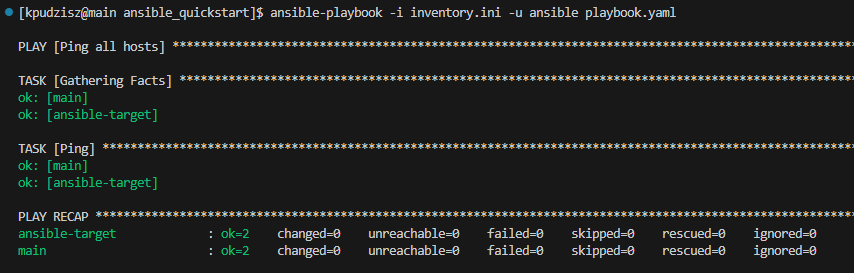 [kpudzisz@main ansible_quickstart]$ ansible-playbook -i inventory.ini -u ansible playbook.yaml
PLAY [Ping all hosts] ****************************************************************************************************
TASK [Gathering Facts] ***************************************************************************************************
ok: [main]
ok: [ansible-target]
TASK [Ping] **************************************************************************************************************
ok: [main]
ok: [ansible-target]
PLAY RECAP ***************************************************************************************************************
ansible-target             : ok=2    changed=0    unreachable=0    failed=0    skipped=0    rescued=0    ignored=0
main                       : ok=2    changed=0    unreachable=0    failed=0    skipped=0    rescued=0    ignored=0